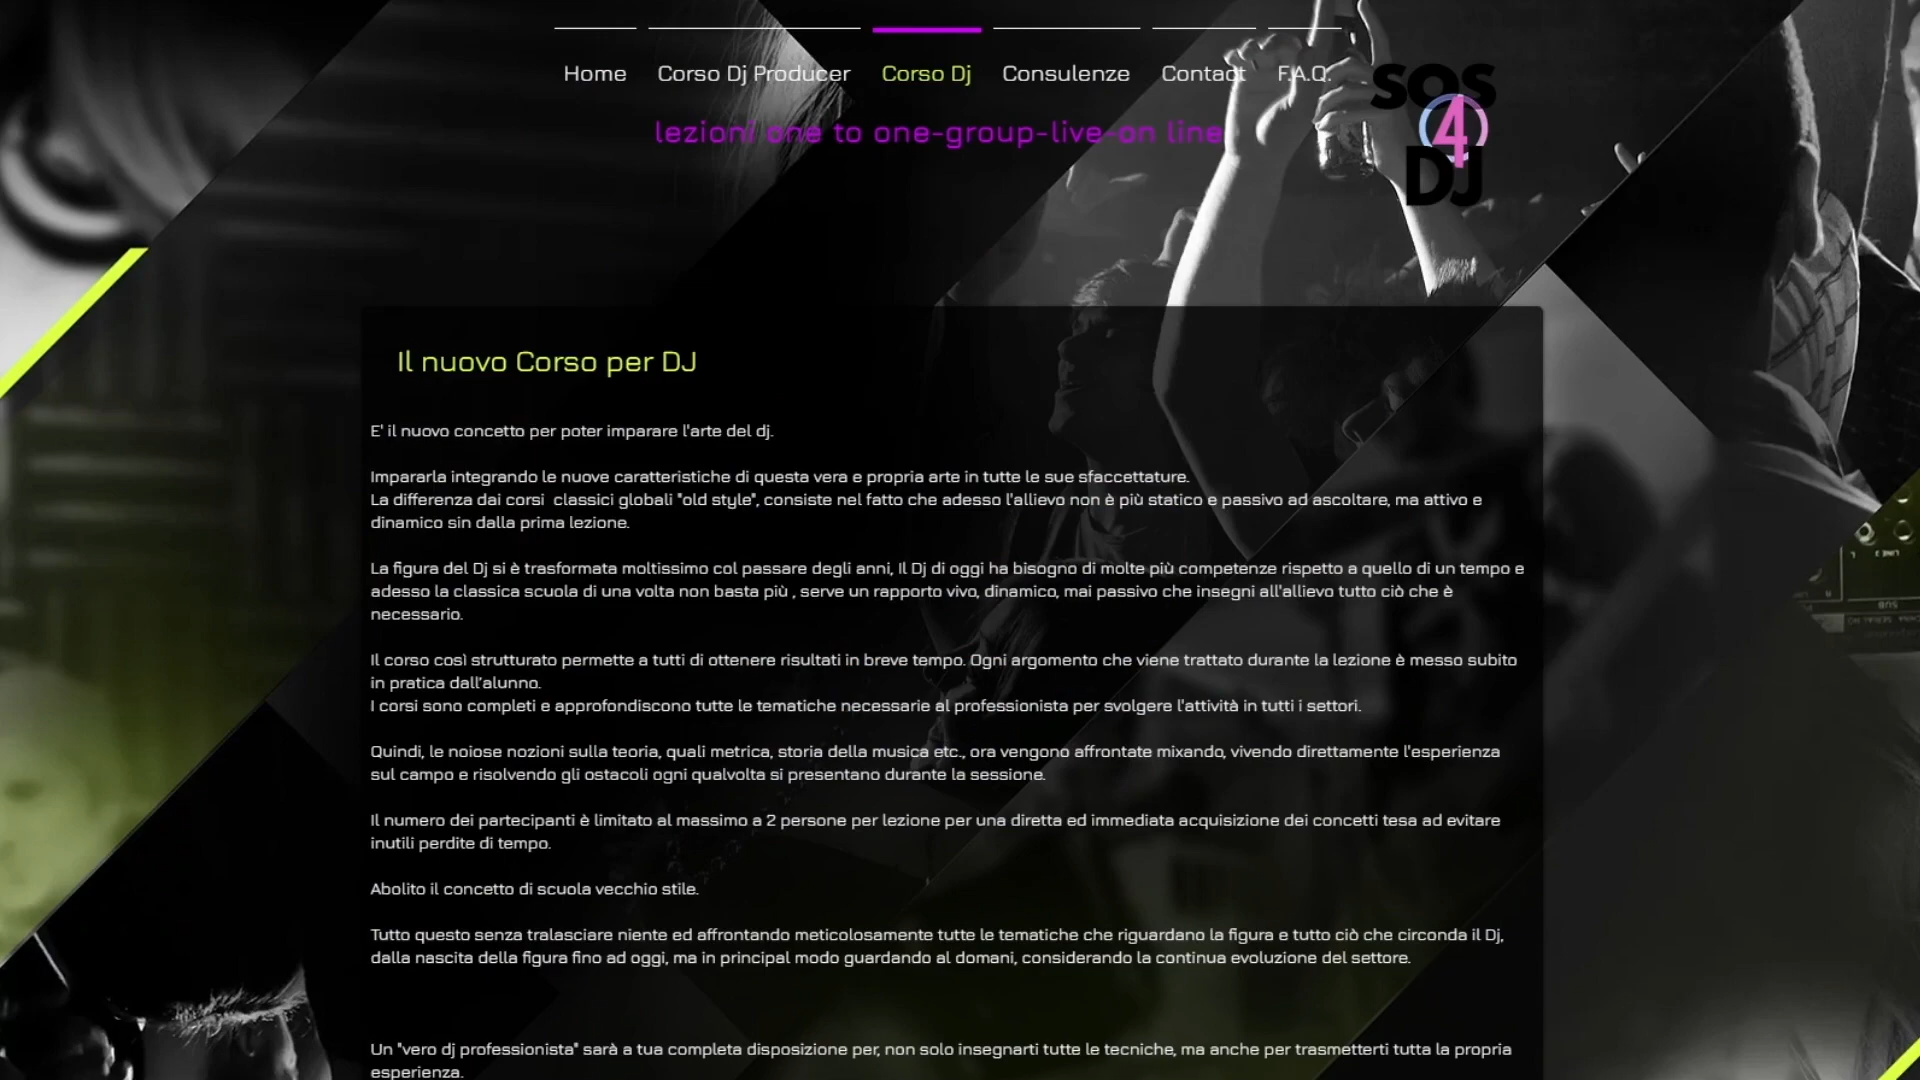 Home
Corso Dj Producer
Corso Dj
Consulenze
Contact
F.A.Q.
SOS
4
DJ
lezioni one to one-group-live-on line
Il nuovo Corso per DJ
E' il nuovo concetto per poter imparare l'arte del dj.
Impararla integrando le nuove caratteristiche di questa vera e propria arte in tutte le sue sfaccettature.
La differenza dai corsi  classici globali "old style", consiste nel fatto che adesso l'allievo non è più statico e passivo ad ascoltare, ma attivo e
dinamico sin dalla prima lezione.
La figura del Dj si è trasformata moltissimo col passare degli anni, Il Dj di oggi ha bisogno di molte più competenze rispetto a quello di un tempo e
adesso la classica scuola di una volta non basta più , serve un rapporto vivo, dinamico, mai passivo che insegni all'allievo tutto ciò che è
necessario.
Il corso così strutturato permette a tutti di ottenere risultati in breve tempo. Ogni argomento che viene trattato durante la lezione è messo subito
in pratica dall’alunno.
I corsi sono completi e approfondiscono tutte le tematiche necessarie al professionista per svolgere l'attività in tutti i settori.
Quindi, le noiose nozioni sulla teoria, quali metrica, storia della musica etc., ora vengono affrontate mixando, vivendo direttamente l'esperienza
sul campo e risolvendo gli ostacoli ogni qualvolta si presentano durante la sessione.
Il numero dei partecipanti è limitato al massimo a 2 persone per lezione per una diretta ed immediata acquisizione dei concetti tesa ad evitare
inutili perdite di tempo.
Abolito il concetto di scuola vecchio stile.
Tutto questo senza tralasciare niente ed affrontando meticolosamente tutte le tematiche che riguardano la figura e tutto ciò che circonda il Dj,
dalla nascita della figura fino ad oggi, ma in principal modo guardando al domani, considerando la continua evoluzione del settore.
Un "vero dj professionista" sarà a tua completa disposizione per, non solo insegnarti tutte le tecniche, ma anche per trasmetterti tutta la propria
esperienza.